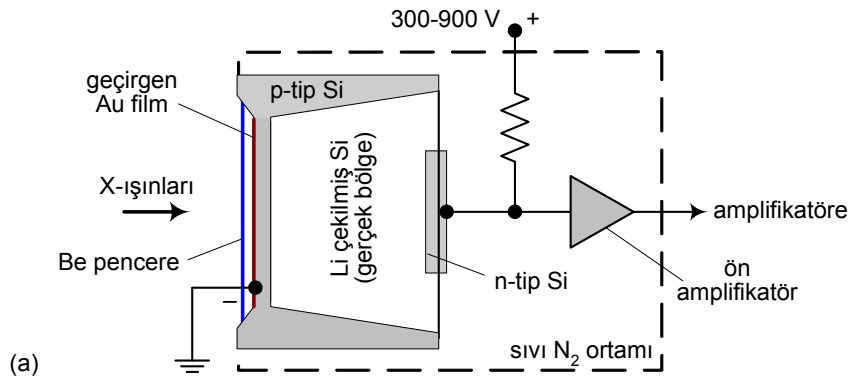 300-900 V
+
geçirgen
Au film
p-tip Si
X-ışınları
Li çekilmiş Si
(gerçek bölge)
amplifikatöre
Be pencere
n-tip Si
ön
amplifikatör
–
sıvı N₂ ortamı
(a)